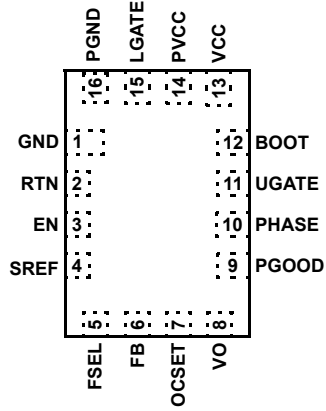 PGND LGATE PVCC VCC
16 15 14 13
GND 1 12 BOOT
RTN 2 11 UGATE
EN 3 10 PHASE
SREF 4 9 PGOOD
5 6 7 8
FSEL FB OCSET VO